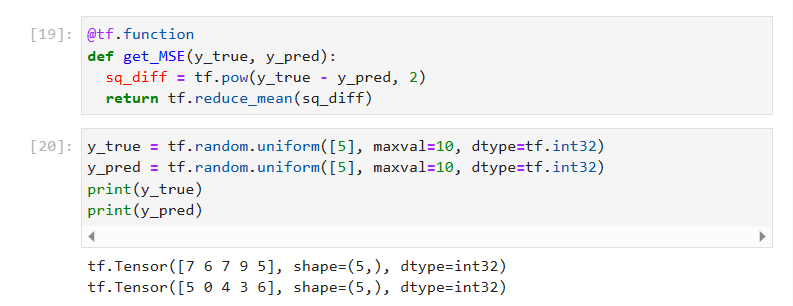 [19]: @tf.function
def get_MSE(y_true, y_pred):
  sq_diff = tf.pow(y_true - y_pred, 2)
  return tf.reduce_mean(sq_diff)
[20]: y_true = tf.random.uniform([5], maxval=10, dtype=tf.int32)
y_pred = tf.random.uniform([5], maxval=10, dtype=tf.int32)
print(y_true)
print(y_pred)
tf.Tensor([7 6 7 9 5], shape=(5,), dtype=int32)
tf.Tensor([5 0 4 3 6], shape=(5,), dtype=int32)